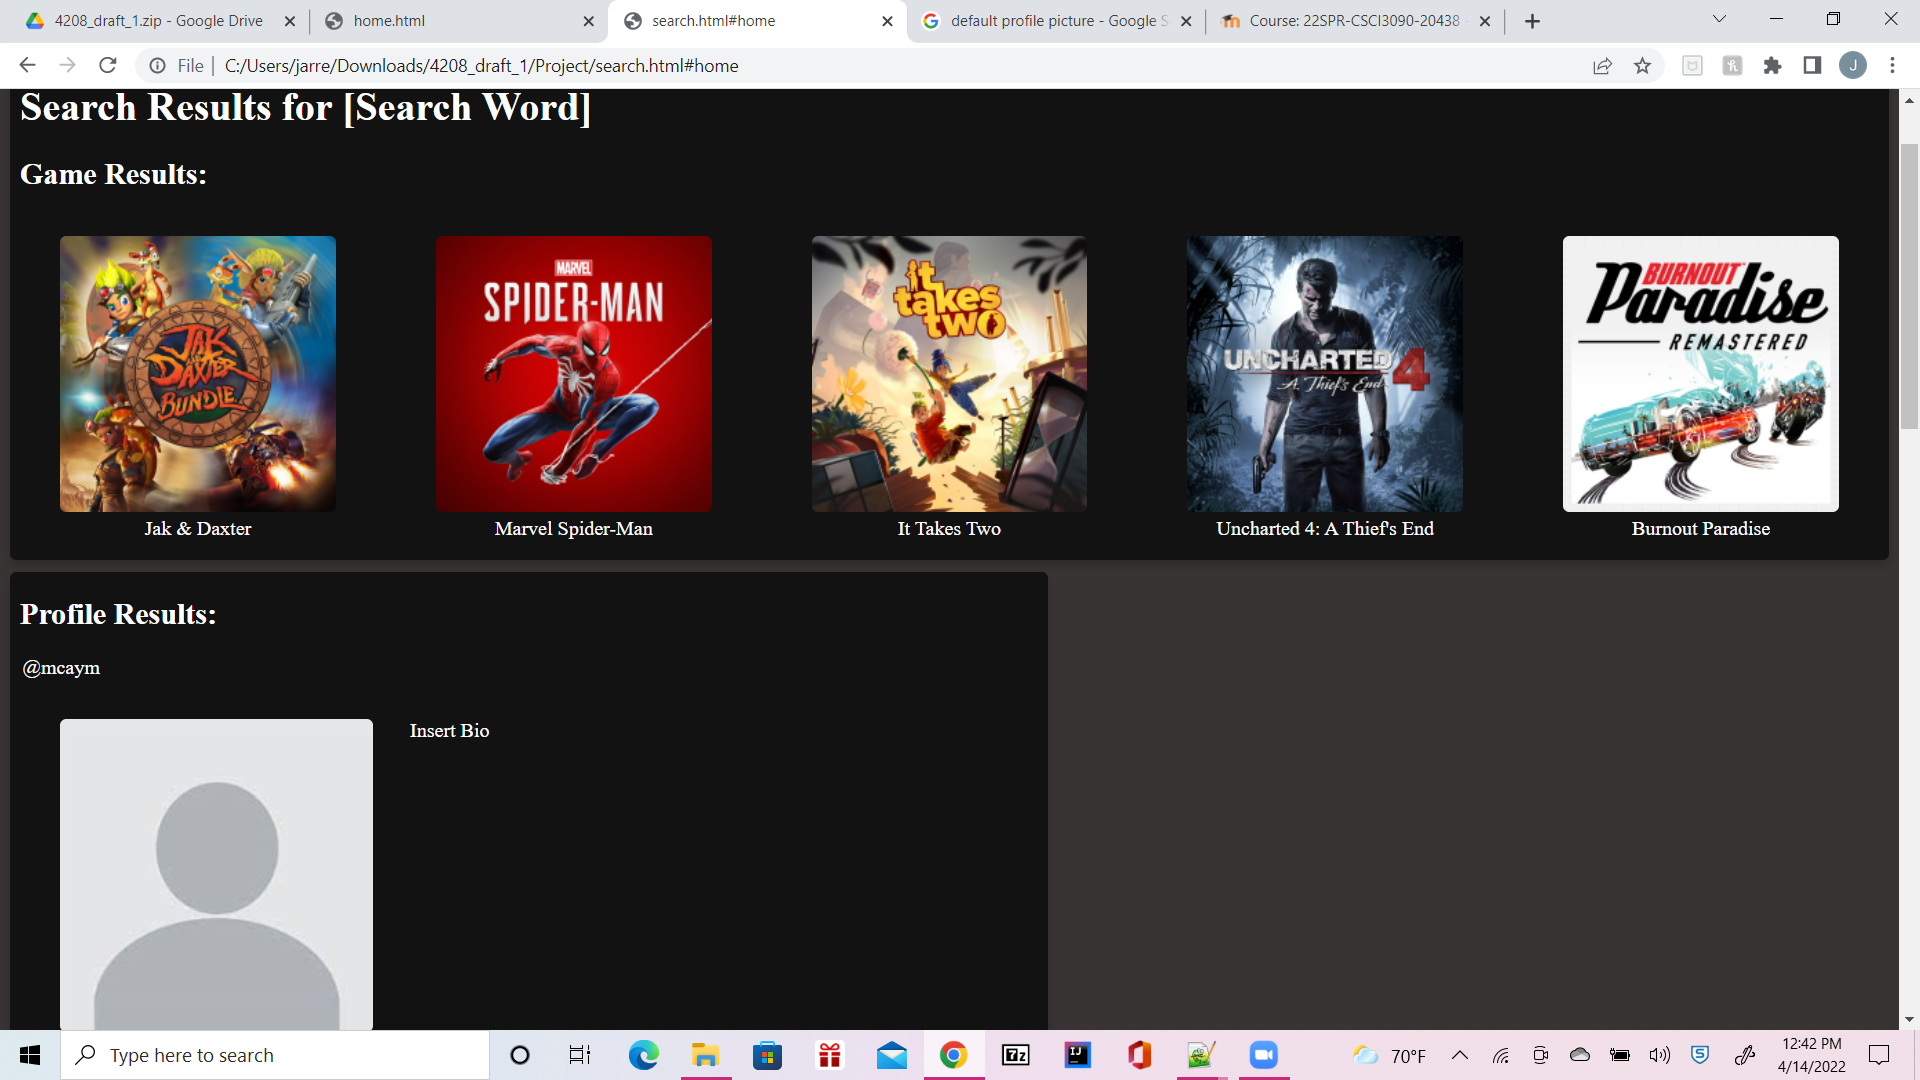 4208_draft_1.zip - Google Drive
home.html
search.html#home
default profile picture - Google S
Course: 22SPR-CSCI3090-20438 -
File
C:/Users/jarre/Downloads/4208_draft_1/Project/search.html#home
J
Search Results for [Search Word]
Game Results:
JAK AND DAXTER BUNDLE
MARVEL
SPIDER-MAN
it
takes
two
UNCHARTED 4
A Thief's End
BURNOUT
Paradise
REMASTERED
Jak & Daxter
Marvel Spider-Man
It Takes Two
Uncharted 4: A Thief's End
Burnout Paradise
Profile Results:
@mcaym
Insert Bio
Type here to search
7z
IJ
70°F
S
12:42 PM
4/14/2022